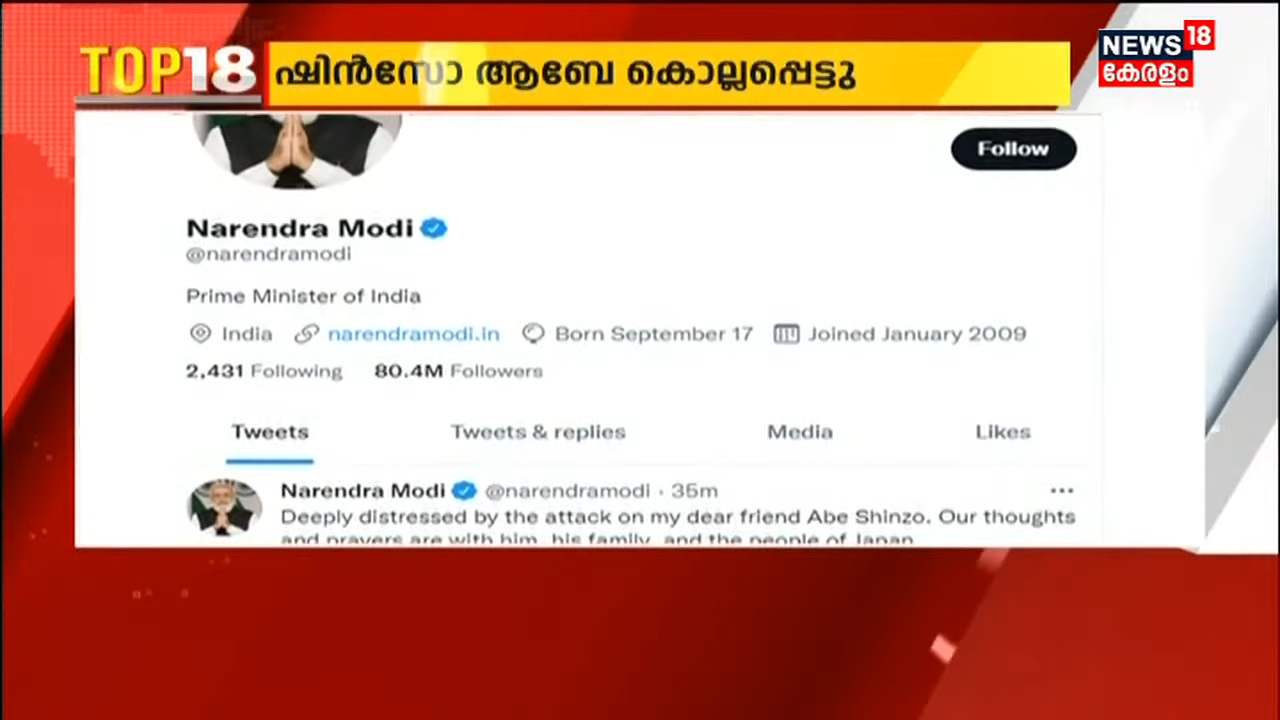 TOP18
ഷിൻസോ ആബേ കൊല്ലപ്പെട്ടു
NEWS 18
കേരളം
Follow
Narendra Modi
@narendramodi
Prime Minister of India
India narendramodi.in Born September 17 Joined January 2009
2,431 Following 80.4M Followers
Tweets Tweets & replies Media Likes
Narendra Modi @narendramodi · 35m
Deeply distressed by the attack on my dear friend Abe Shinzo. Our thoughts
and prayers are with him, his family, and the people of Japan